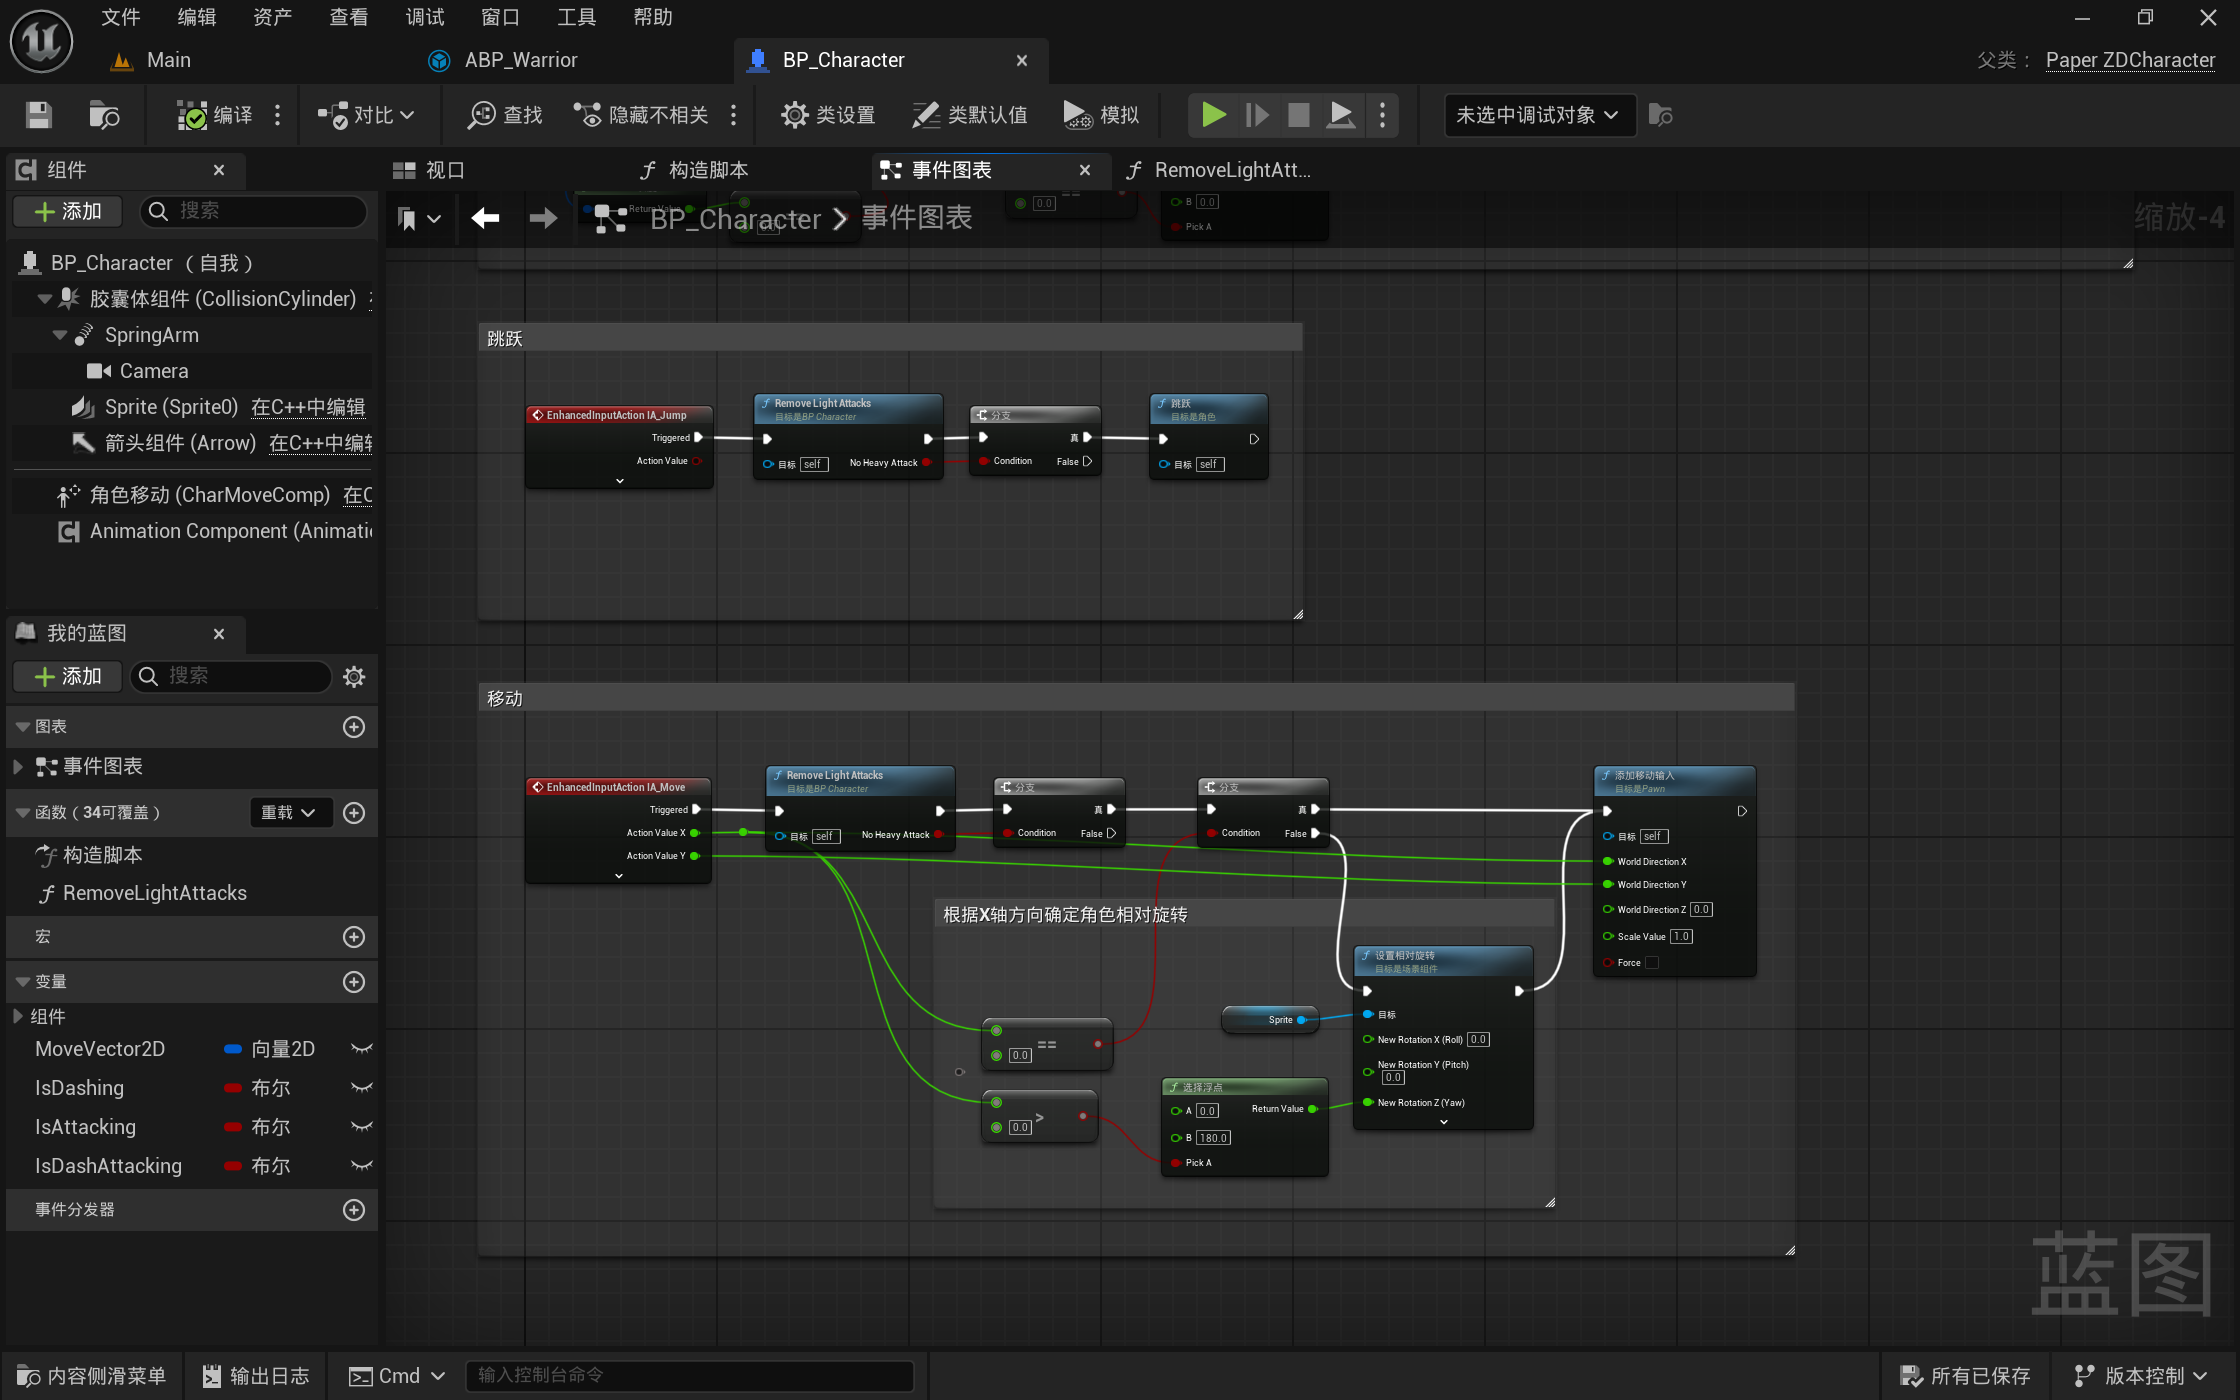 文件 编辑 资产 查看 调试 窗口 工具 帮助
Main
ABP_Warrior
BP_Character
父类： Paper ZDCharacter
编译
对比
查找
隐藏不相关
类设置
类默认值
模拟
未选中调试对象
组件
视口
构造脚本
事件图表
RemoveLightAtt...
添加
搜索
Return Value
0.0
==
B 0.0
Pick A
BP_Character
事件图表
缩放-4
BP_Character （自我）
胶囊体组件 (CollisionCylinder)
SpringArm
Camera
Sprite (Sprite0) 在C++中编辑
箭头组件 (Arrow) 在C++中编辑
角色移动 (CharMoveComp) 在C
Animation Component (Animati
跳跃
EnhancedInputAction IA_Jump
Triggered
Action Value
Remove Light Attacks
目标是BP Character
目标 self
No Heavy Attack
分支
真
Condition
False
跳跃
目标是角色
目标 self
我的蓝图
添加
搜索
图表
事件图表
函数（34可覆盖）
重载
构造脚本
RemoveLightAttacks
宏
变量
组件
MoveVector2D 向量2D
IsDashing 布尔
IsAttacking 布尔
IsDashAttacking 布尔
事件分发器
移动
EnhancedInputAction IA_Move
Triggered
Action Value X
Action Value Y
Remove Light Attacks
目标是BP Character
目标 self
No Heavy Attack
分支
真
Condition
False
分支
真
Condition
False
添加移动输入
目标是Pawn
目标 self
World Direction X
World Direction Y
World Direction Z 0.0
Scale Value 1.0
Force
根据X轴方向确定角色相对旋转
0.0 ==
0.0 >
Sprite
选择浮点
A 0.0
Return Value
B 180.0
Pick A
设置相对旋转
目标是场景组件
目标
New Rotation X (Roll) 0.0
New Rotation Y (Pitch)
0.0
New Rotation Z (Yaw)
蓝图
内容侧滑菜单
输出日志
Cmd
输入控制台命令
所有已保存
版本控制